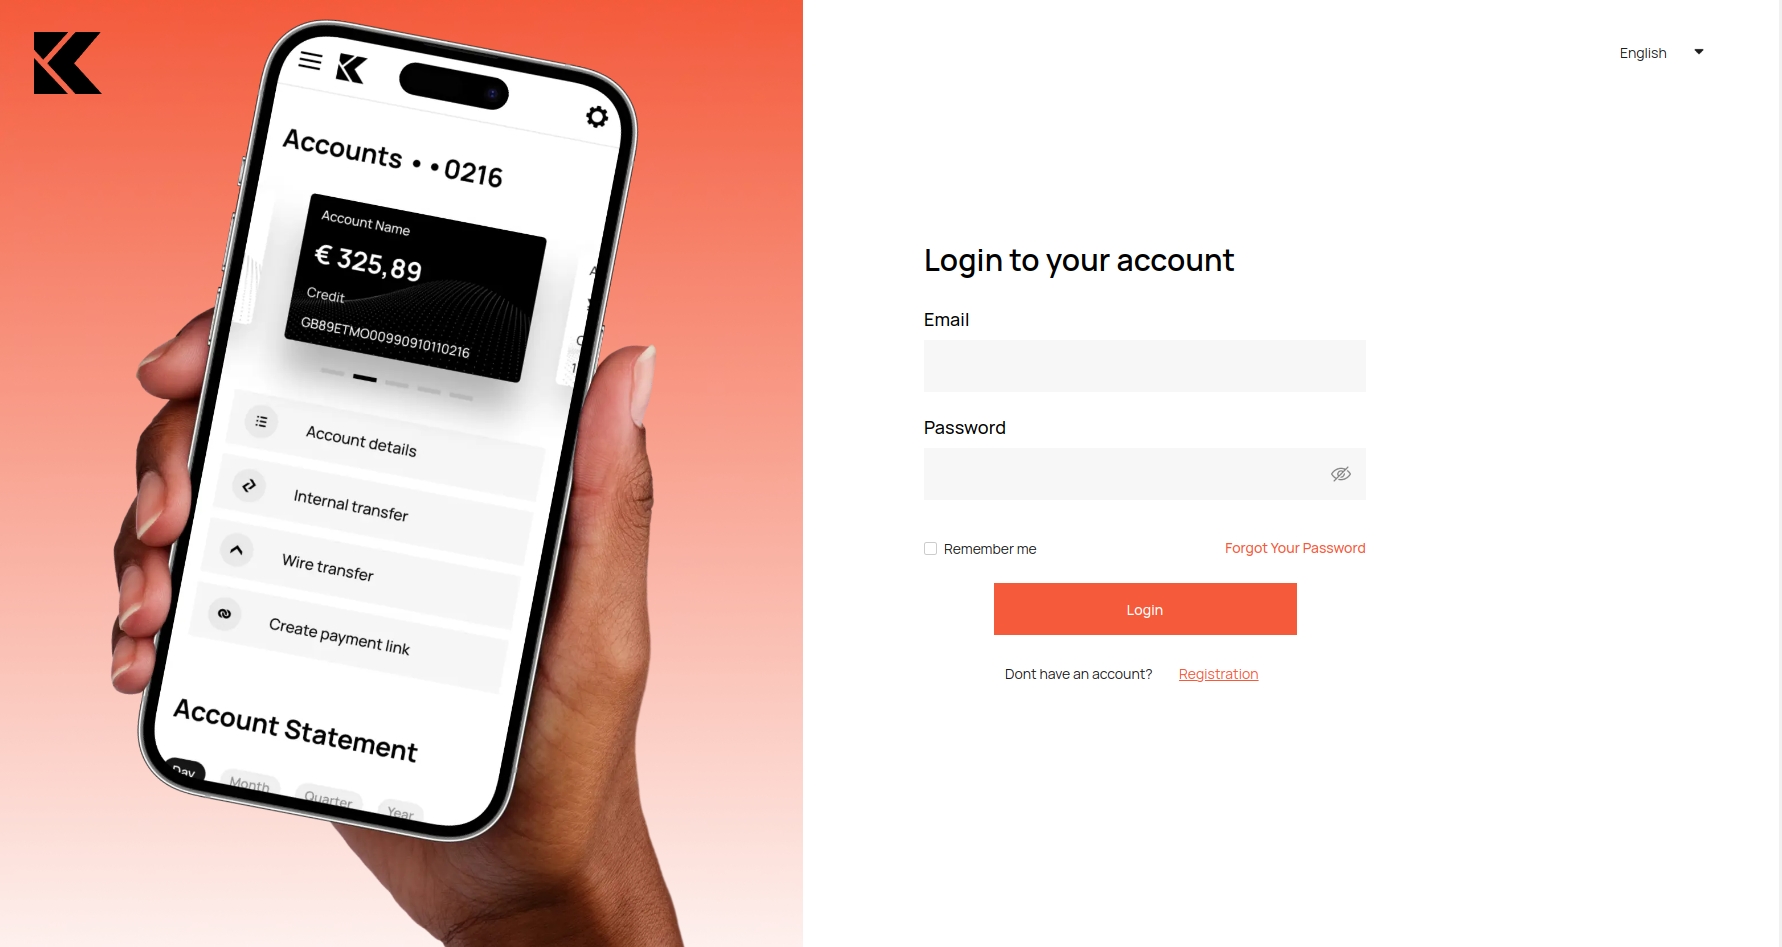 Accounts • • 0216
Account Name
€ 325,89
Credit
GB89ETMO00990910110216
Account details
Internal transfer
Wire transfer
Create payment link
Account Statement
Day Month Quarter Year
English
Login to your account
Email
Password
Remember me Forgot Your Password
Login
Dont have an account? Registration